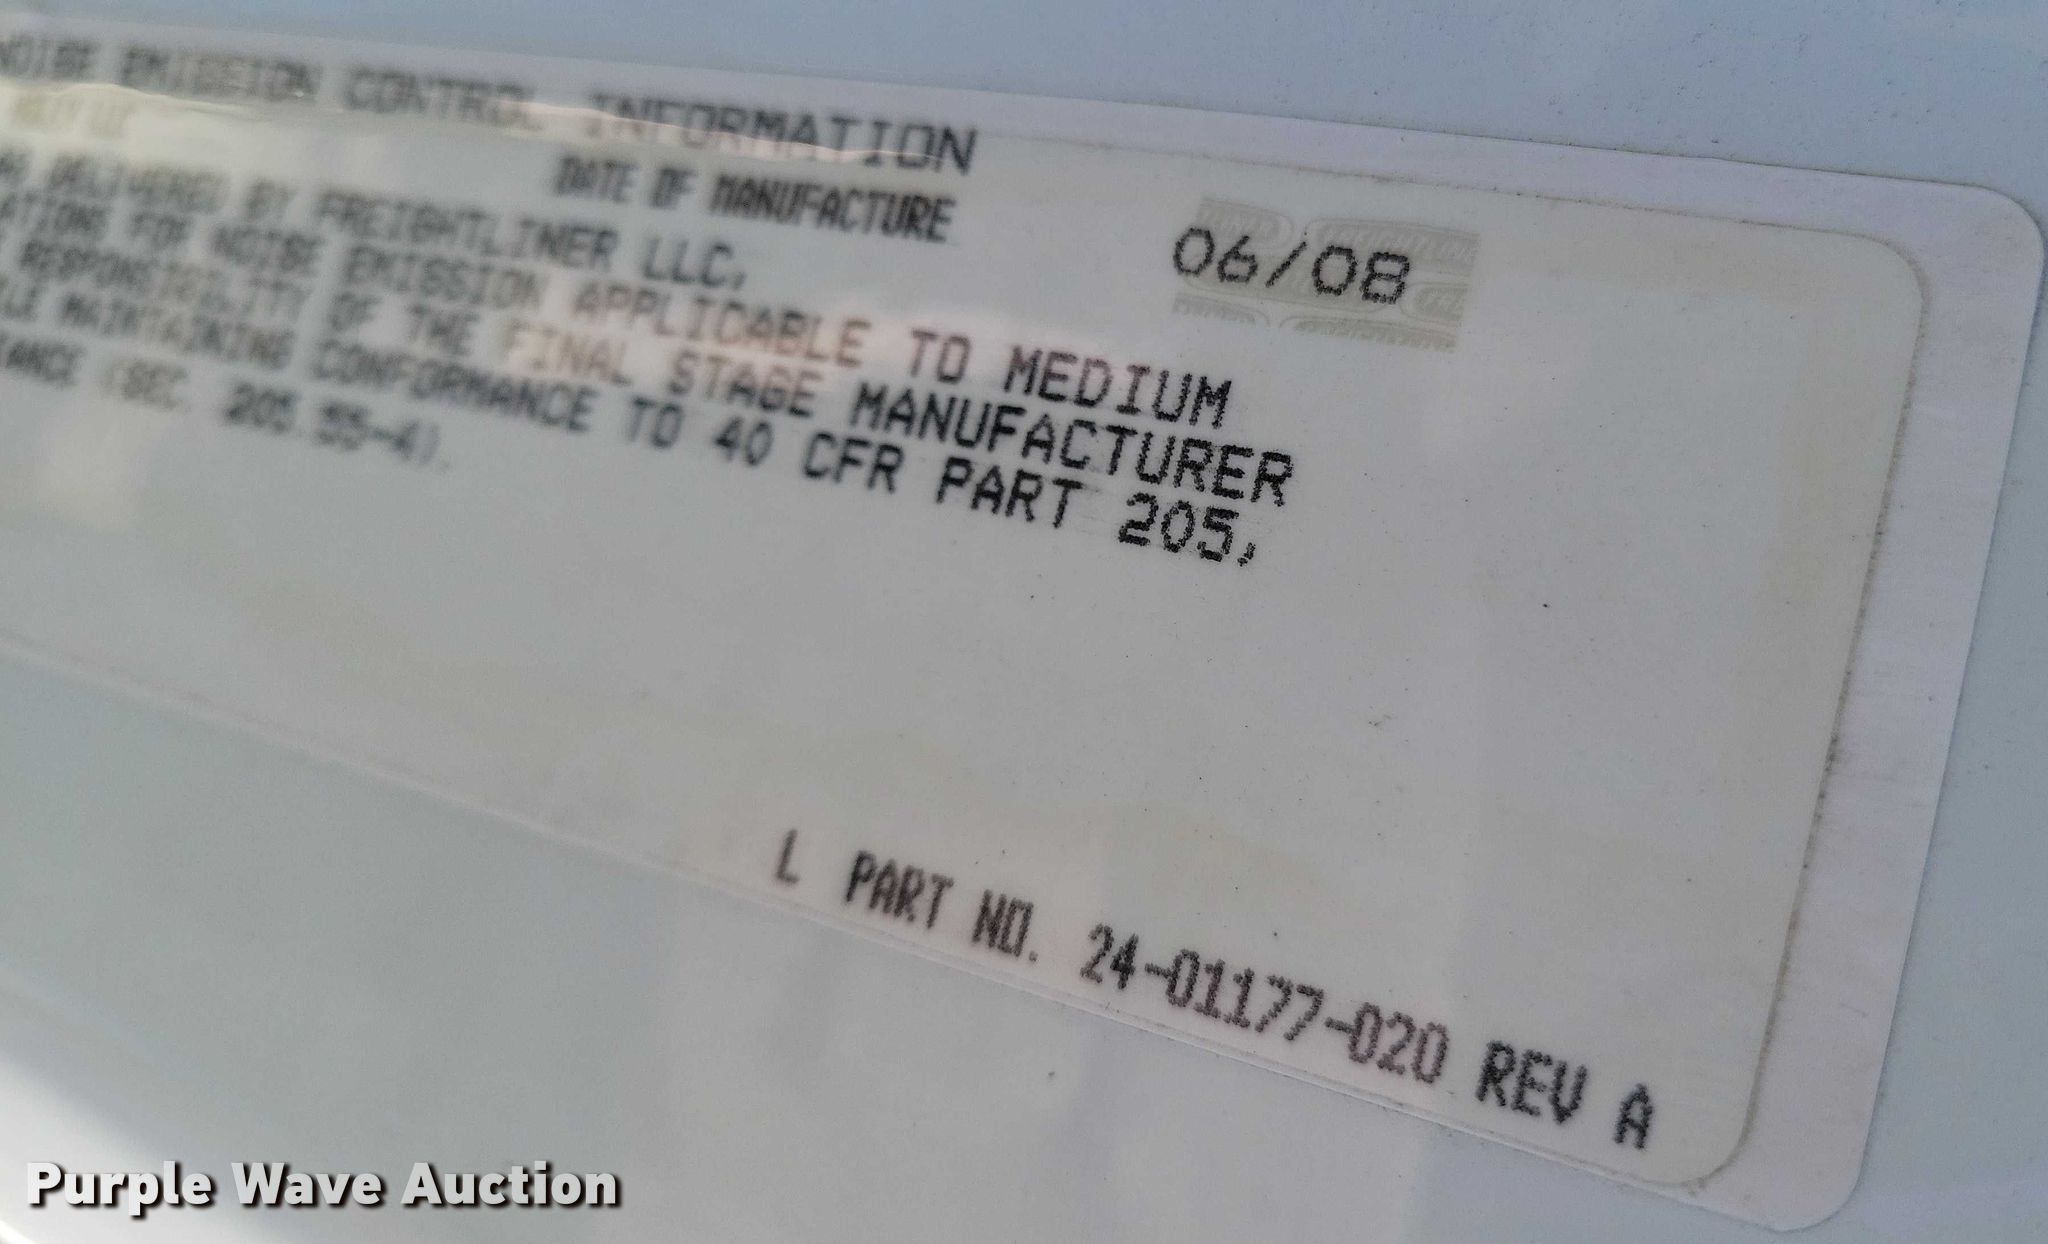 NOISE EMISSION CONTROL INFORMATION
LLC
DATE OF MANUFACTURE 06/08
DELIVERED BY FREIGHTLINER LLC,
FOR NOISE EMISSION APPLICABLE TO MEDIUM
RESPONSIBILITY OF THE FINAL STAGE MANUFACTURER
MAINTAINING CONFORMANCE TO 40 CFR PART 205,
(SEC. 205.55-4).
L PART NO. 24-01177-020 REV A
Purple Wave Auction